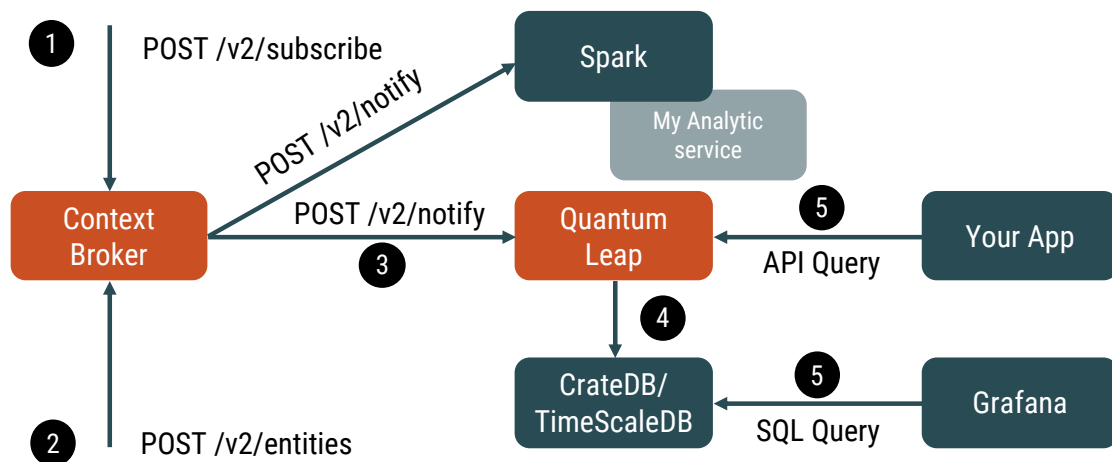 1
POST /v2/subscribe
Spark
My Analytic
service
POST /v2/notify
Context
Broker
POST /v2/notify
3
Quantum
Leap
5
API Query
Your App
4
CrateDB/
TimeScaleDB
5
SQL Query
Grafana
2
POST /v2/entities